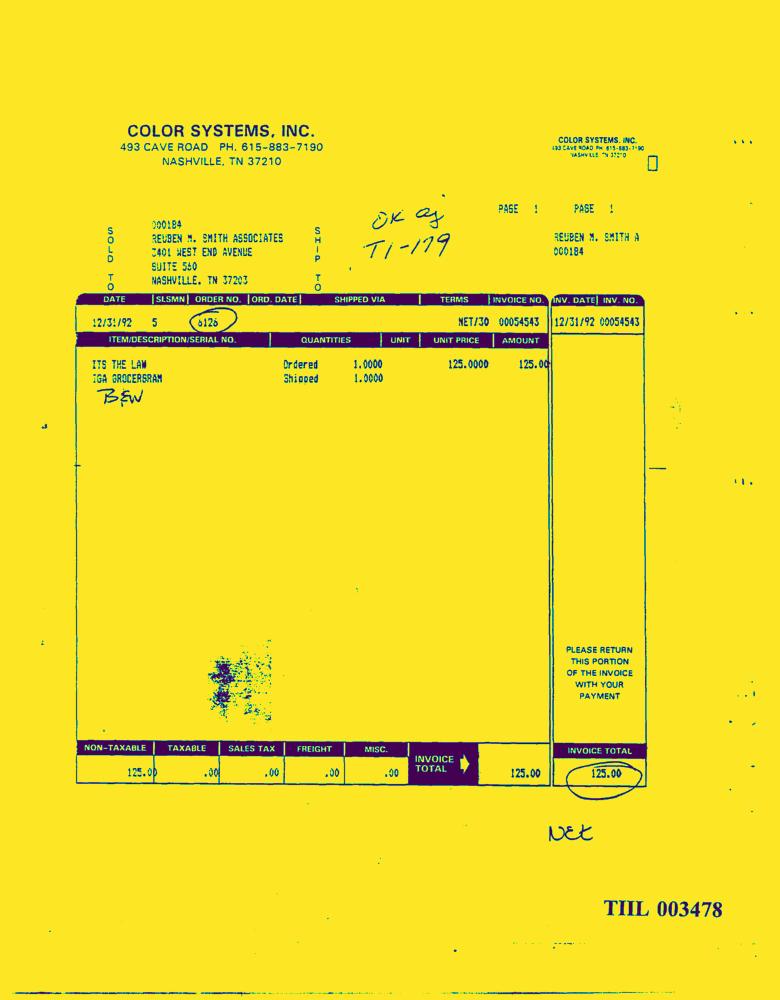 COLOR SYSTEMS, INC.
493 CAVE ROAD PH. 615-883-7190
NASHVILLE, TN 37210
COLOR SYSTEMS, INC.
493 CAVE ROAD PH. 615-883-7190
NASHVILLE, TN 37210
PAGE 1 PAGE 1
OK
TI-179
SOLD TO
000184
REUBEN M. SMITH ASSOCIATES
3401 WEST END AVENUE
SUITE 560
NASHVILLE, TN 37203
SHIP TO
REUBEN M. SMITH A
000184
DATE SLSMN ORDER NO. ORD. DATE SHIPPED VIA TERMS INVOICE NO. INV. DATE INV. NO.
12/31/92 5 6126 NET/30 00054543 12/31/92 00054543
ITEM/DESCRIPTION/SERIAL NO. QUANTITIES UNIT UNIT PRICE AMOUNT
ITS THE LAW Ordered 1.0000 125.0000 125.00
IGA GROCERGRAM Shipped 1.0000
B&W
PLEASE RETURN
THIS PORTION
OF THE INVOICE
WITH YOUR
PAYMENT
NON-TAXABLE TAXABLE SALES TAX FREIGHT MISC. INVOICE TOTAL INVOICE TOTAL
125.00 .00 .00 .00 .00 125.00 125.00
NET
TIIL 003478